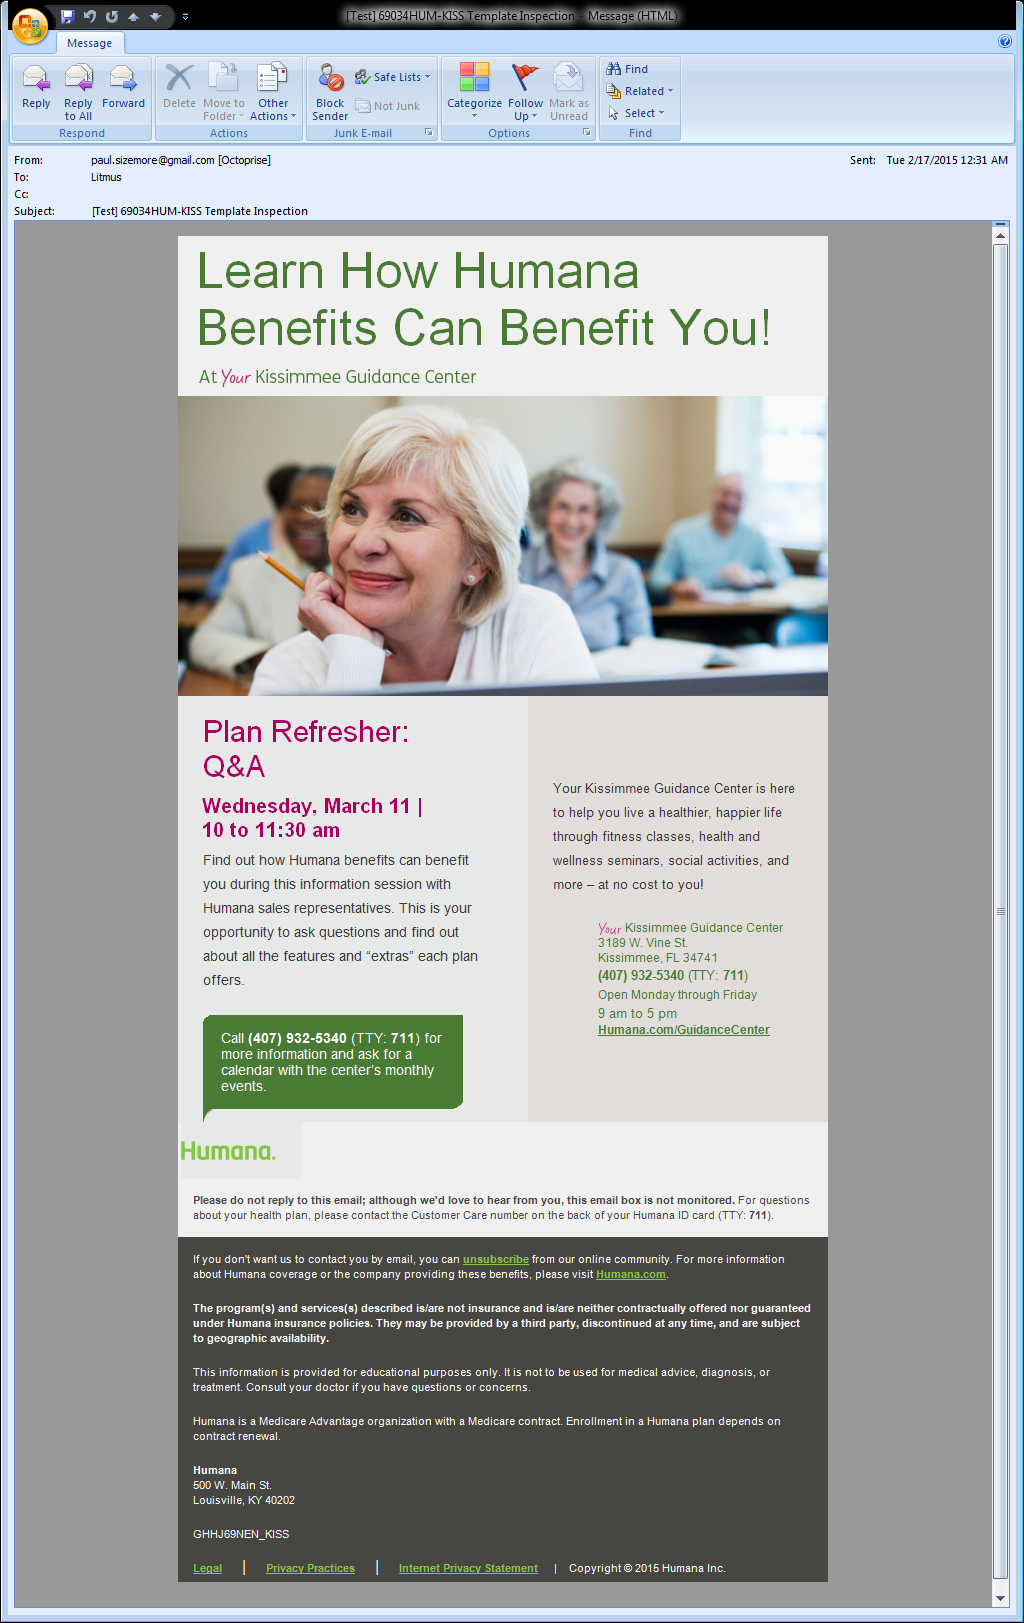 [Test] 69034HUM-KISS Template Inspection - Message (HTML)
Message
Reply
Reply to All
Forward
Respond
Delete
Move to Folder
Other Actions
Actions
Block Sender
Safe Lists
Not Junk
Junk E-mail
Categorize
Follow Up
Mark as Unread
Options
Find
Related
Select
Find
From: paul.sizemore@gmail.com [Octoprise] Sent: Tue 2/17/2015 12:31 AM
To: Litmus
Cc:
Subject: [Test] 69034HUM-KISS Template Inspection
Learn How Humana
Benefits Can Benefit You!
At Your Kissimmee Guidance Center
Plan Refresher:
Q&A
Wednesday, March 11 |
10 to 11:30 am
Find out how Humana benefits can benefit
you during this information session with
Humana sales representatives. This is your
opportunity to ask questions and find out
about all the features and “extras” each plan
offers.
Call (407) 932-5340 (TTY: 711) for
more information and ask for a
calendar with the center’s monthly
events.
Your Kissimmee Guidance Center is here
to help you live a healthier, happier life
through fitness classes, health and
wellness seminars, social activities, and
more – at no cost to you!
Your Kissimmee Guidance Center
3189 W. Vine St.
Kissimmee, FL 34741
(407) 932-5340 (TTY: 711)
Open Monday through Friday
9 am to 5 pm
Humana.com/GuidanceCenter
Humana.
Please do not reply to this email; although we'd love to hear from you, this email box is not monitored. For questions
about your health plan, please contact the Customer Care number on the back of your Humana ID card (TTY: 711).
If you don't want us to contact you by email, you can unsubscribe from our online community. For more information
about Humana coverage or the company providing these benefits, please visit Humana.com.
The program(s) and services(s) described is/are not insurance and is/are neither contractually offered nor guaranteed
under Humana insurance policies. They may be provided by a third party, discontinued at any time, and are subject
to geographic availability.
This information is provided for educational purposes only. It is not to be used for medical advice, diagnosis, or
treatment. Consult your doctor if you have questions or concerns.
Humana is a Medicare Advantage organization with a Medicare contract. Enrollment in a Humana plan depends on
contract renewal.
Humana
500 W. Main St.
Louisville, KY 40202
GHHJ69NEN_KISS
Legal | Privacy Practices | Internet Privacy Statement | Copyright © 2015 Humana Inc.